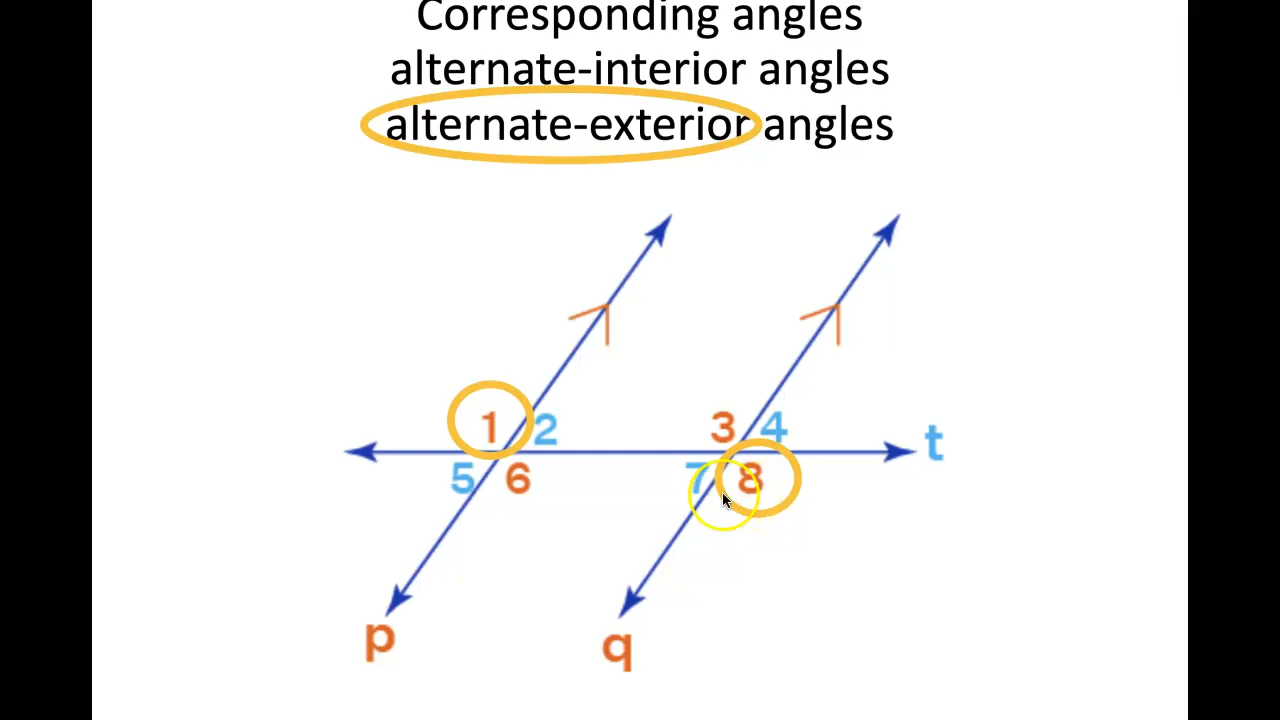 Corresponding angles
alternate-interior angles
alternate-exterior angles
1 2 3 4
t
5 6 7 8
p
q